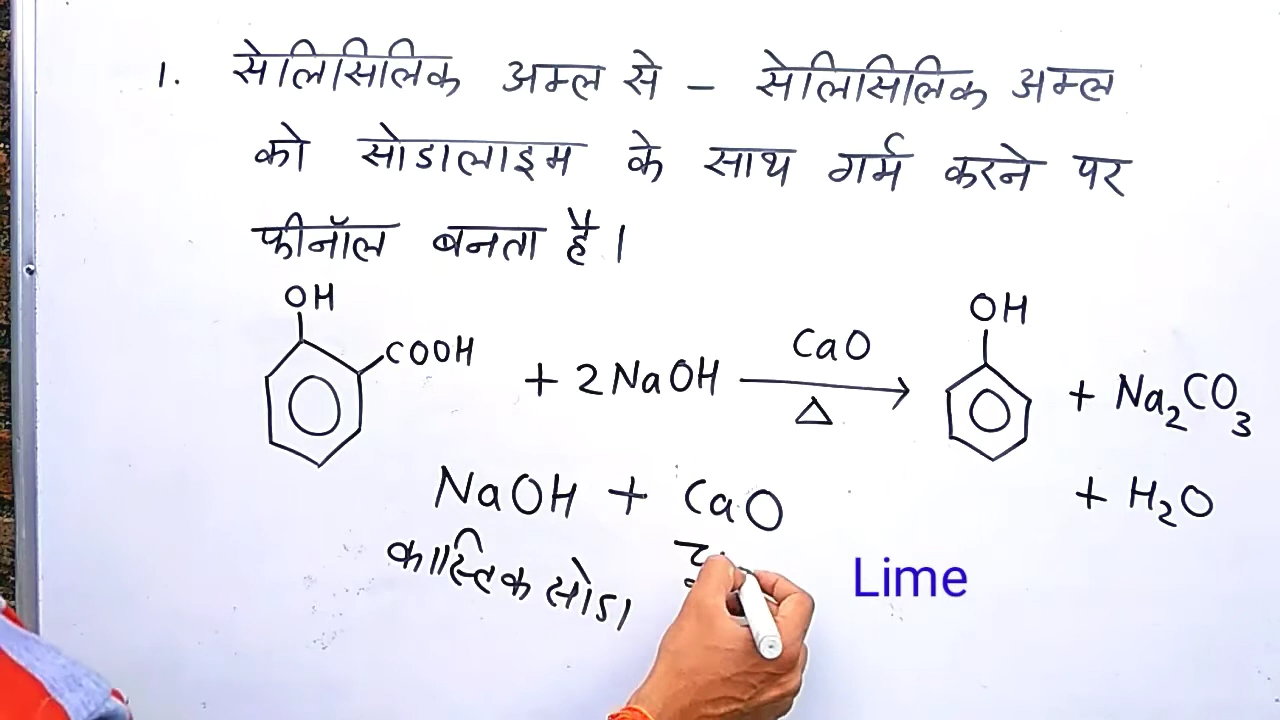 1. सेलिसिलिक अम्ल से - सेलिसिलिक अम्ल
को सोडालाइम के साथ गर्म करने पर
फीनॉल बनता है।
OH
COOH
+ 2NaOH
CaO
Δ
OH
+ Na₂CO₃
+ H₂O
NaOH + CaO
कास्टिक सोडा
Lime